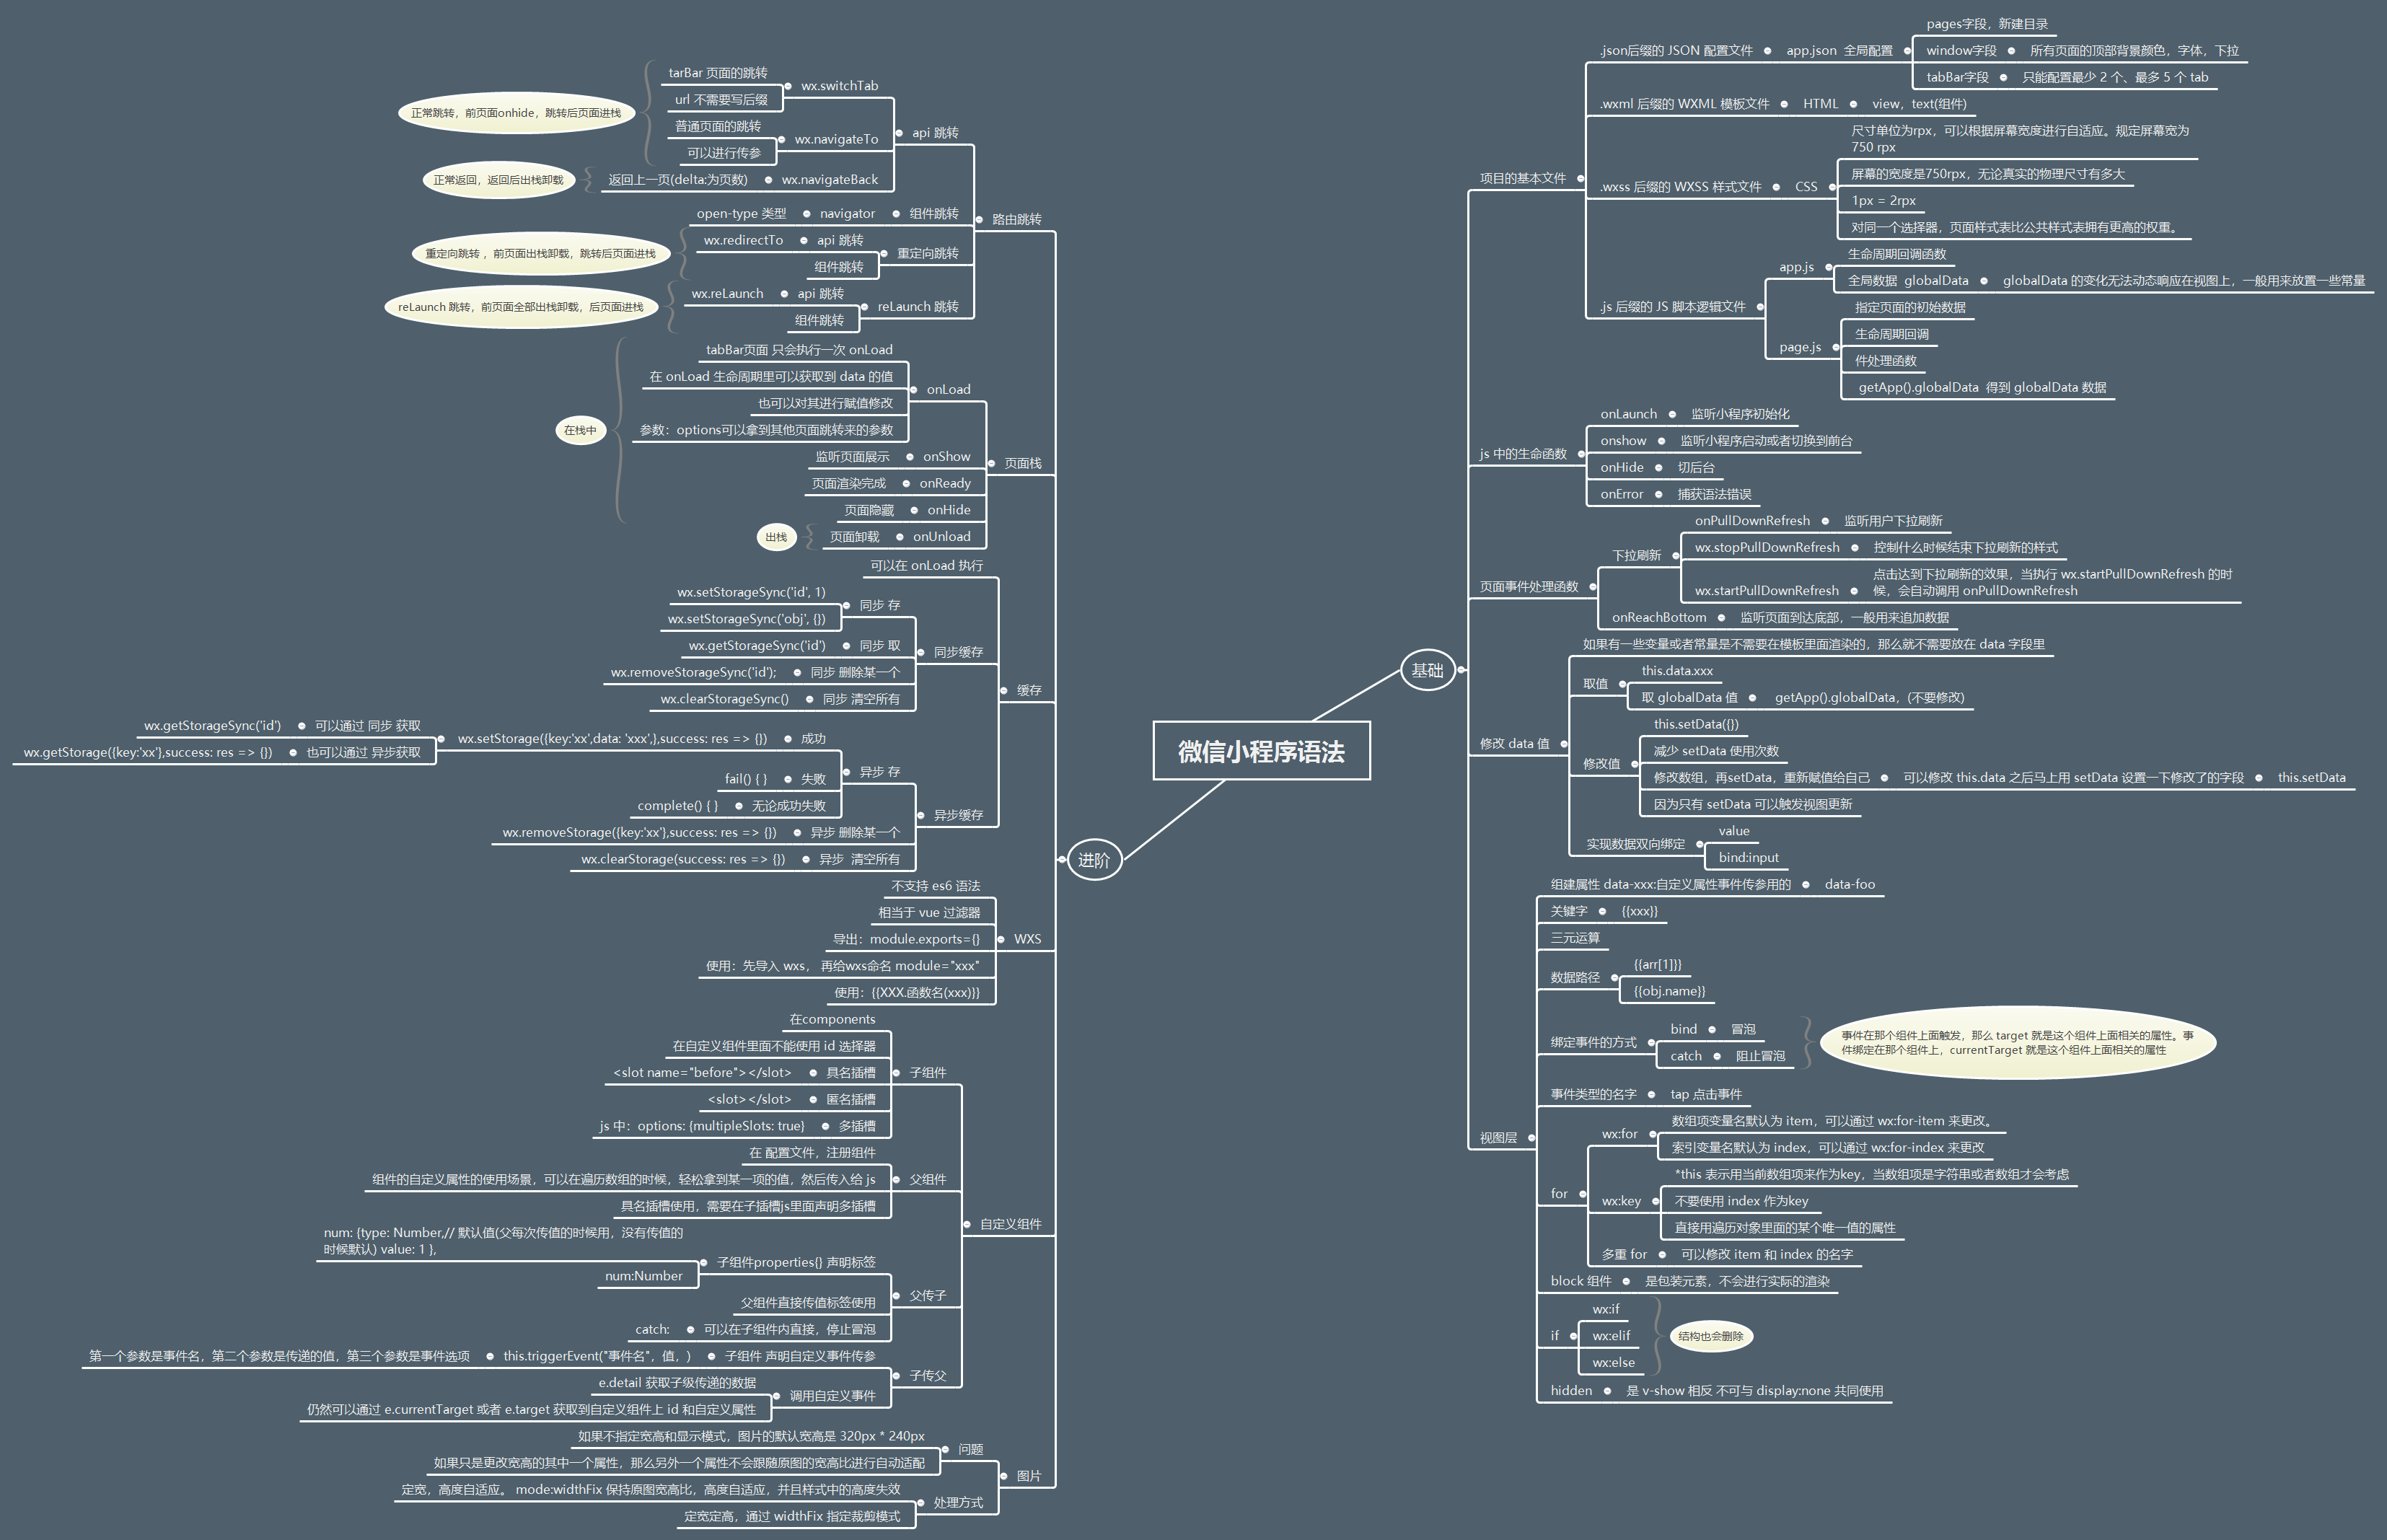 微信小程序语法
基础
项目的基本文件
.json后缀的 JSON 配置文件
app.json 全局配置
pages字段，新建目录
window字段
所有页面的顶部背景颜色，字体，下拉
tabBar字段
只能配置最少 2 个、最多 5 个 tab
.wxml 后缀的 WXML 模板文件
HTML
view，text(组件)
.wxss 后缀的 WXSS 样式文件
CSS
尺寸单位为rpx，可以根据屏幕宽度进行自适应。规定屏幕宽为
750 rpx
屏幕的宽度是750rpx，无论真实的物理尺寸有多大
1px = 2rpx
对同一个选择器，页面样式表比公共样式表拥有更高的权重。
.js 后缀的 JS 脚本逻辑文件
app.js
生命周期回调函数
全局数据 globalData
globalData 的变化无法动态响应在视图上，一般用来放置一些常量
page.js
指定页面的初始数据
生命周期回调
件处理函数
getApp().globalData 得到 globalData 数据
js 中的生命函数
onLaunch
监听小程序初始化
onshow
监听小程序启动或者切换到前台
onHide
切后台
onError
捕获语法错误
页面事件处理函数
下拉刷新
onPullDownRefresh
监听用户下拉刷新
wx.stopPullDownRefresh
控制什么时候结束下拉刷新的样式
wx.startPullDownRefresh
点击达到下拉刷新的效果，当执行 wx.startPullDownRefresh 的时
候，会自动调用 onPullDownRefresh
onReachBottom
监听页面到达底部，一般用来追加数据
修改 data 值
如果有一些变量或者常量是不需要在模板里面渲染的，那么就不需要放在 data 字段里
取值
this.data.xxx
取 globalData 值
getApp().globalData，(不要修改)
修改值
this.setData({})
减少 setData 使用次数
修改数组，再setData，重新赋值给自己
可以修改 this.data 之后马上用 setData 设置一下修改了的字段
this.setData
因为只有 setData 可以触发视图更新
实现数据双向绑定
value
bind:input
视图层
组建属性 data-xxx:自定义属性事件传参用的
data-foo
关键字
{{xxx}}
三元运算
数据路径
{{arr[1]}}
{{obj.name}}
绑定事件的方式
bind
冒泡
catch
阻止冒泡
事件在那个组件上面触发，那么 target 就是这个组件上面相关的属性。事
件绑定在那个组件上，currentTarget 就是这个组件上面相关的属性
事件类型的名字
tap 点击事件
for
wx:for
数组项变量名默认为 item，可以通过 wx:for-item 来更改。
索引变量名默认为 index，可以通过 wx:for-index 来更改
wx:key
*this 表示用当前数组项来作为key，当数组项是字符串或者数组才会考虑
不要使用 index 作为key
直接用遍历对象里面的某个唯一值的属性
多重 for
可以修改 item 和 index 的名字
block 组件
是包装元素，不会进行实际的渲染
if
wx:if
wx:elif
wx:else
结构也会删除
hidden
是 v-show 相反 不可与 display:none 共同使用
进阶
路由跳转
api 跳转
wx.switchTab
tarBar 页面的跳转
url 不需要写后缀
wx.navigateTo
普通页面的跳转
可以进行传参
正常跳转，前页面onhide，跳转后页面进栈
wx.navigateBack
返回上一页(delta:为页数)
正常返回，返回后出栈卸载
组件跳转
navigator
open-type 类型
重定向跳转
api 跳转
wx.redirectTo
组件跳转
重定向跳转 ，前页面出栈卸载，跳转后页面进栈
reLaunch 跳转
api 跳转
wx.reLaunch
组件跳转
reLaunch 跳转，前页面全部出栈卸载，后页面进栈
页面栈
onLoad
tabBar页面 只会执行一次 onLoad
在 onLoad 生命周期里可以获取到 data 的值
也可以对其进行赋值修改
参数：options可以拿到其他页面跳转来的参数
onShow
监听页面展示
onReady
页面渲染完成
onHide
页面隐藏
在栈中
onUnload
页面卸载
出栈
缓存
可以在 onLoad 执行
同步缓存
同步 存
wx.setStorageSync('id', 1)
wx.setStorageSync('obj', {})
同步 取
wx.getStorageSync('id')
同步 删除某一个
wx.removeStorageSync('id');
同步 清空所有
wx.clearStorageSync()
异步缓存
异步 存
成功
wx.setStorage({key:'xx',data: 'xxx',},success: res => {})
可以通过 同步 获取
wx.getStorageSync('id')
也可以通过 异步获取
wx.getStorage({key:'xx'},success: res => {})
失败
fail() { }
无论成功失败
complete() { }
异步 删除某一个
wx.removeStorage({key:'xx'},success: res => {})
异步 清空所有
wx.clearStorage(success: res => {})
WXS
不支持 es6 语法
相当于 vue 过滤器
导出：module.exports={}
使用：先导入 wxs， 再给wxs命名 module="xxx"
使用：{{XXX.函数名(xxx)}}
自定义组件
子组件
在components
在自定义组件里面不能使用 id 选择器
具名插槽
<slot name="before"></slot>
匿名插槽
<slot></slot>
多插槽
js 中：options: {multipleSlots: true}
父组件
在 配置文件，注册组件
组件的自定义属性的使用场景，可以在遍历数组的时候，轻松拿到某一项的值，然后传入给 js
具名插槽使用，需要在子插槽js里面声明多插槽
父传子
子组件properties{} 声明标签
num: {type: Number,// 默认值(父每次传值的时候用，没有传值的
时候默认) value: 1 },
num:Number
父组件直接传值标签使用
可以在子组件内直接，停止冒泡
catch:
子传父
子组件 声明自定义事件传参
this.triggerEvent("事件名"，值，)
第一个参数是事件名，第二个参数是传递的值，第三个参数是事件选项
调用自定义事件
e.detail 获取子级传递的数据
仍然可以通过 e.currentTarget 或者 e.target 获取到自定义组件上 id 和自定义属性
图片
问题
如果不指定宽高和显示模式，图片的默认宽高是 320px * 240px
如果只是更改宽高的其中一个属性，那么另外一个属性不会跟随原图的宽高比进行自动适配
处理方式
定宽，高度自适应。 mode:widthFix 保持原图宽高比，高度自适应，并且样式中的高度失效
定宽定高，通过 widthFix 指定裁剪模式